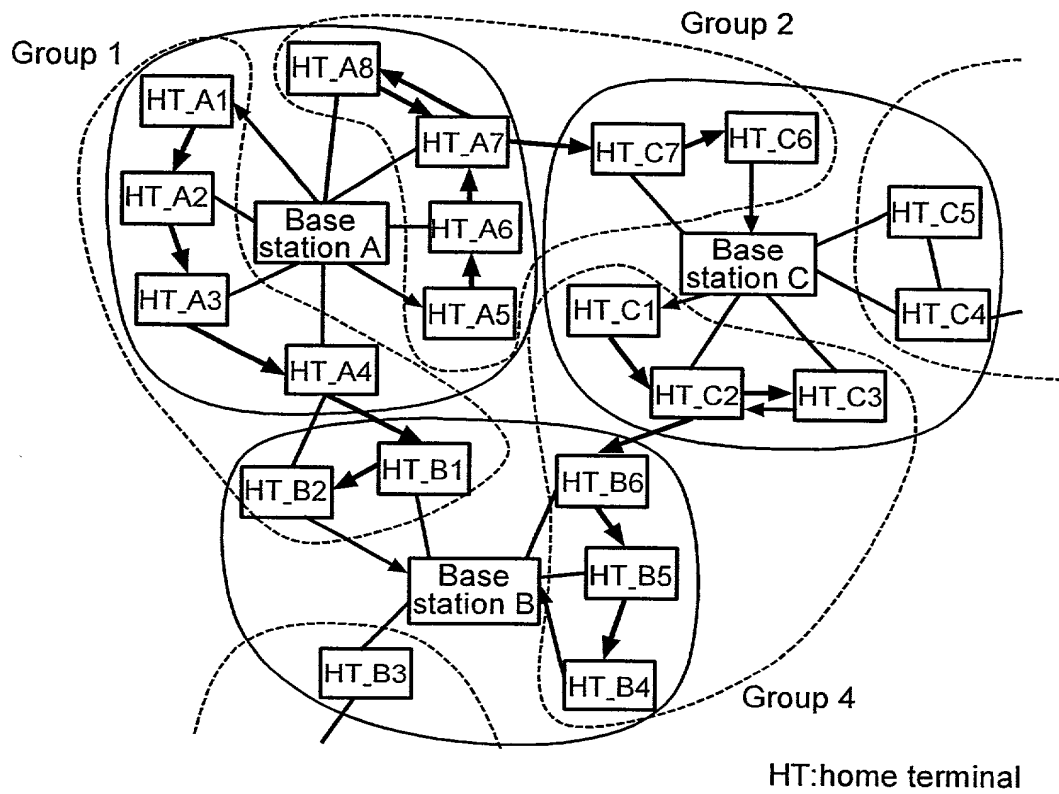 Group 1
Group 2
HT_A8
HT_A1
HT_A7
HT_C7
HT_C6
HT_A2
Base
station A
HT_A6
HT_C5
Base
station C
HT_A3
HT_A5
HT_C1
HT_C4
HT_A4
HT_C2
HT_C3
HT_B1
HT_B2
HT_B6
Base
station B
HT_B5
HT_B3
HT_B4
Group 4
HT:home terminal